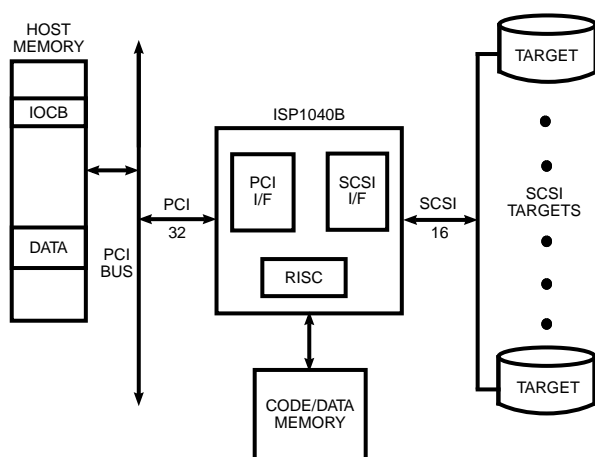 HOST
MEMORY
IOCB
DATA
PCI
BUS
PCI
32
ISP1040B
PCI
I/F
SCSI
I/F
RISC
CODE/DATA
MEMORY
SCSI
16
TARGET
SCSI
TARGETS
TARGET